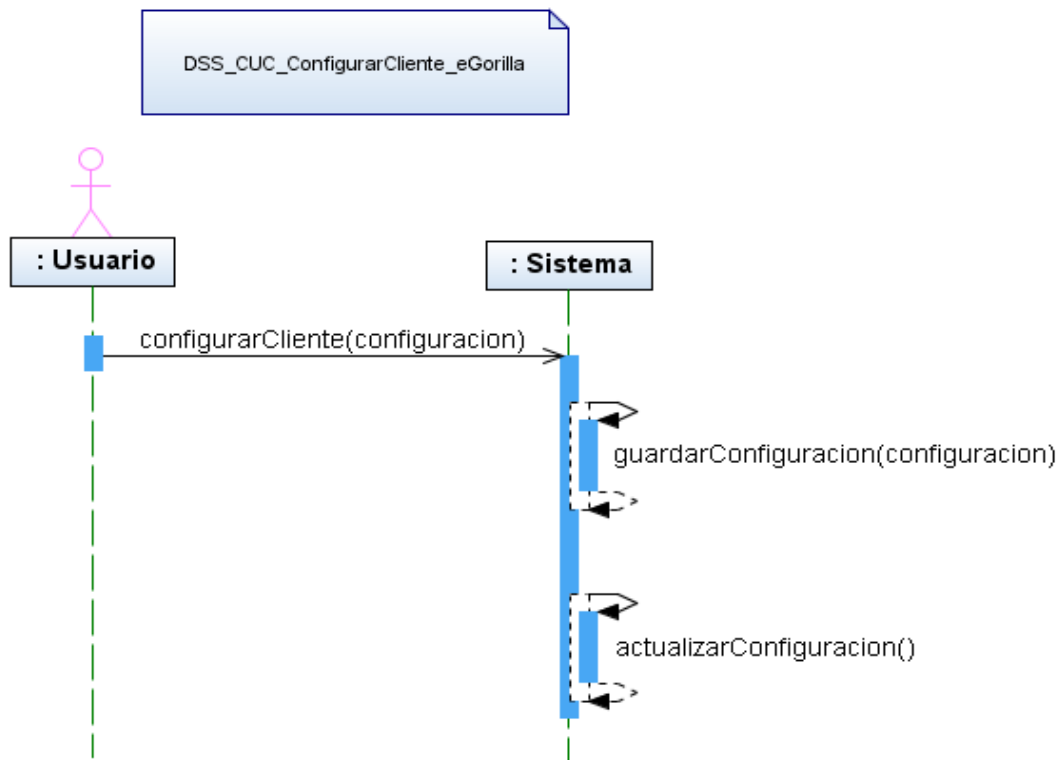 DSS_CUC_ConfigurarCliente_eGorilla
: Usuario
: Sistema
configurarCliente(configuracion)
guardarConfiguracion(configuracion)
actualizarConfiguracion()